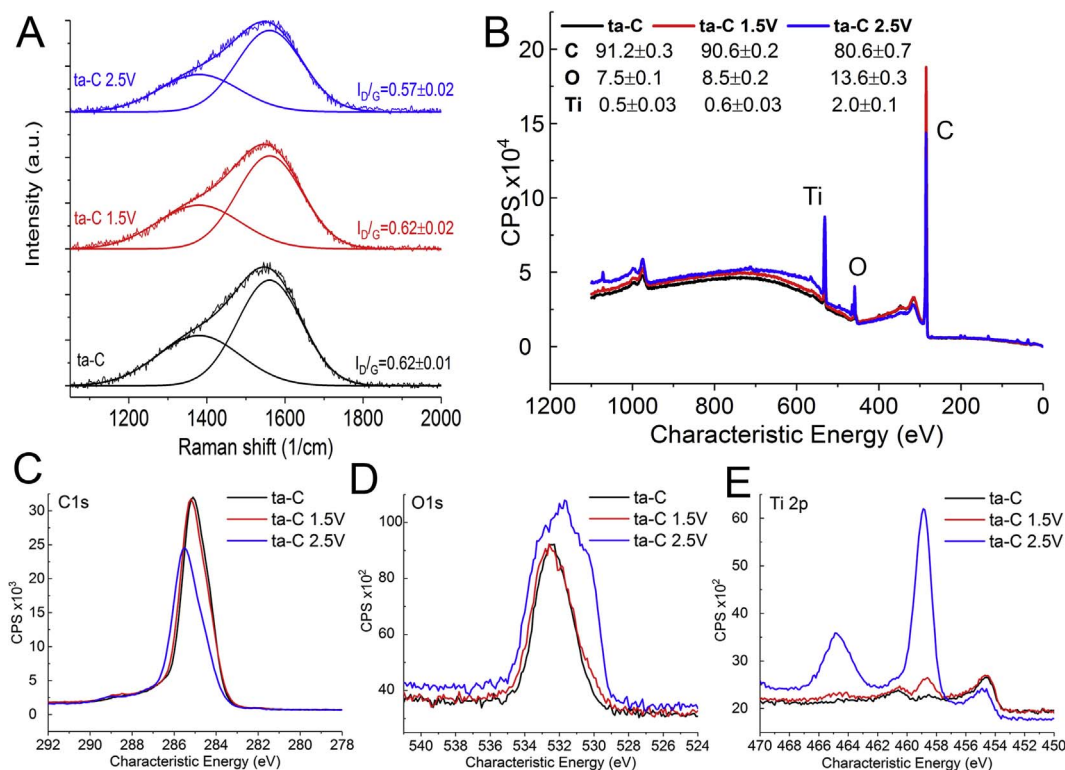 A
ta-C 2.5V
I_D/G=0.57±0.02
ta-C 1.5V
I_D/G=0.62±0.02
ta-C
I_D/G=0.62±0.01
Intensity (a.u.)
1200 1400 1600 1800 2000
Raman shift (1/cm)
B
ta-C ta-C 1.5V ta-C 2.5V
C 91.2±0.3 90.6±0.2 80.6±0.7
O 7.5±0.1 8.5±0.2 13.6±0.3
Ti 0.5±0.03 0.6±0.03 2.0±0.1
C
Ti
O
CPS x10⁴
20
15
10
5
0
1200 1000 800 600 400 200 0
Characteristic Energy (eV)
C
C1s
ta-C
ta-C 1.5V
ta-C 2.5V
CPS x10³
30
25
20
15
10
5
0
292 290 288 286 284 282 280 278
Characteristic Energy (eV)
D
O1s
ta-C
ta-C 1.5V
ta-C 2.5V
CPS x10²
100
80
60
40
540 538 536 534 532 530 528 526 524
Characteristic Energy (eV)
E
Ti 2p
ta-C
ta-C 1.5V
ta-C 2.5V
CPS x10²
60
50
40
30
20
470 468 466 464 462 460 458 456 454 452 450
Characteristic Energy (eV)